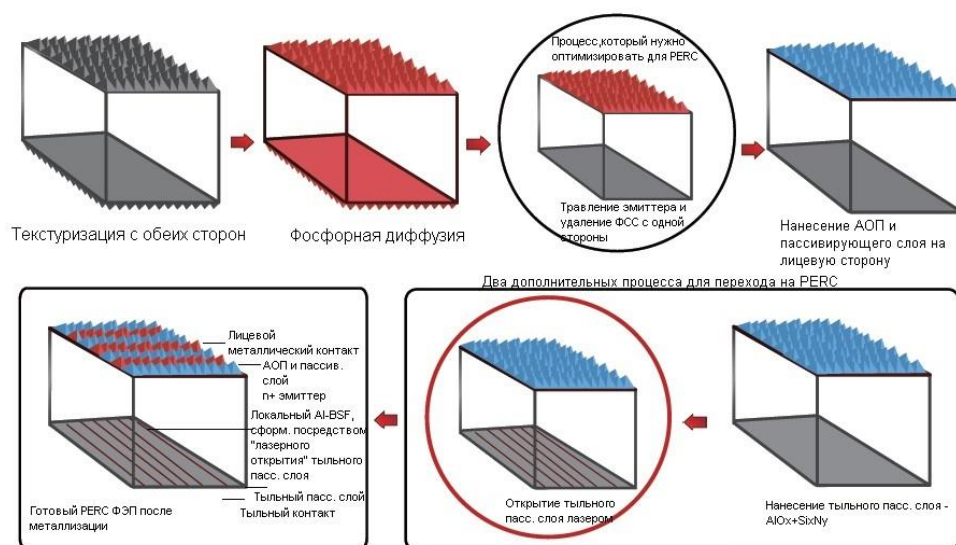 Процесс,который нужно
оптимизировать для PERC
Текстуризация с обеих сторон
Фосфорная диффузия
Травление эмиттера и
удаление ФСС с одной
стороны
Нанесение АОП и
пассивирующего слоя на
лицевую сторону
Два дополнительных процесса для перехода на PERC
Лицевой
металлический контакт
АОП и пассив.
слой
n+ эмиттер
Локальный Al-BSF,
сформ. посредством
"лазерного
открытия" тыльного
пасс. слоя
Тыльный пасс. слой
Тыльный контакт
Готовый PERC ФЭП после
металлизации
Открытие тыльного
пасс. слоя лазером
Нанесение тыльного пасс. слоя -
AlOx+SixNy